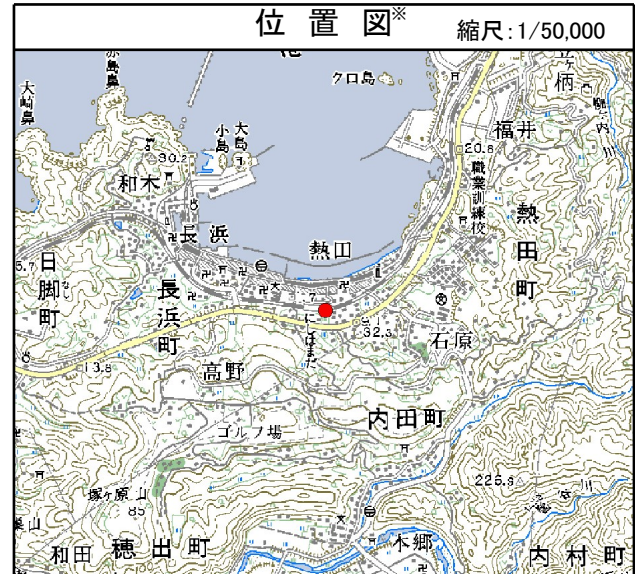 位置図※
縮尺:1/50,000
大崎鼻
クロ島
柄
福井
小島
大島
30.2
20.8
和木
職業訓練校
長浜
熱田
熱田町
5.7
日脚町
長浜町
にしはまだ
32.3
石原
13.8
高野
内田町
ゴルフ場
225.8
塚ヶ原山
85
和田
穂出町
本郷
内村町